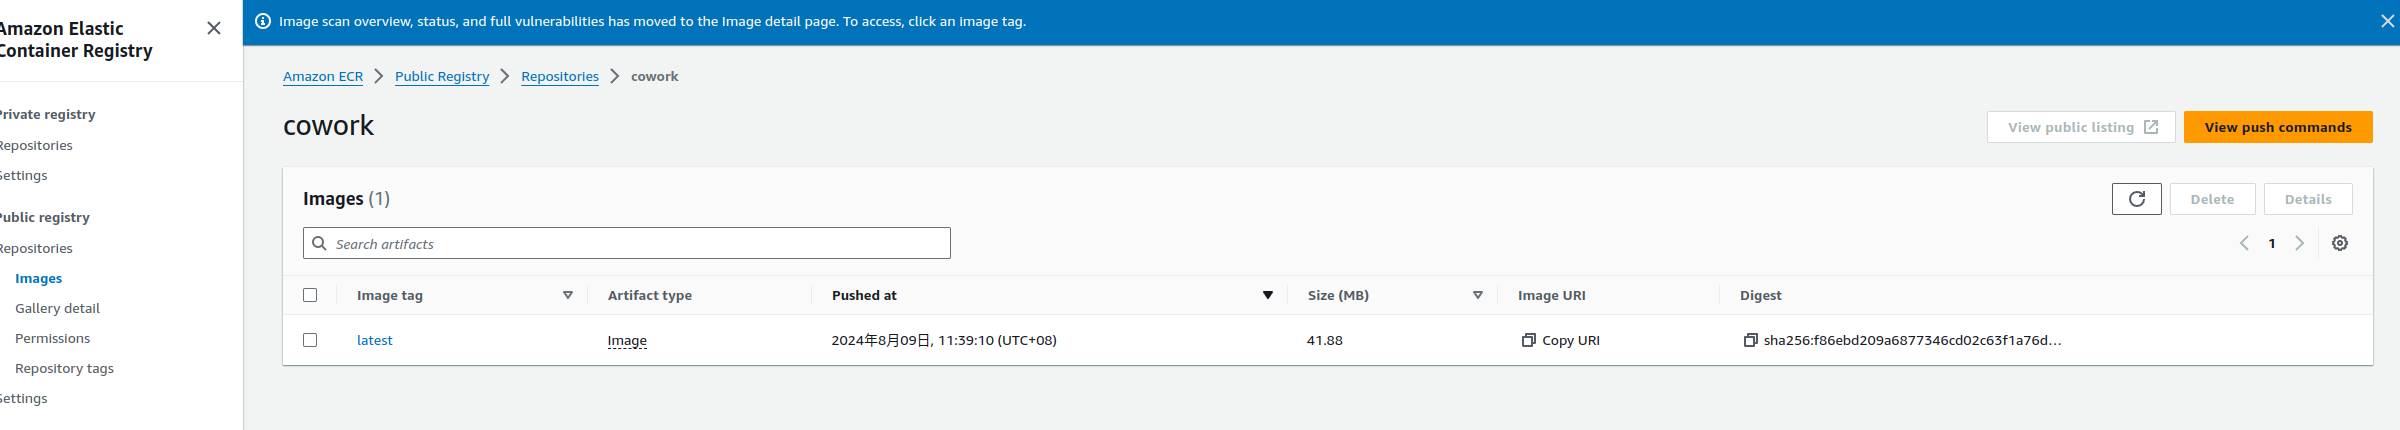 Amazon Elastic
Container Registry
Private registry
Repositories
Settings
Public registry
Repositories
Images
Gallery detail
Permissions
Repository tags
Settings
Image scan overview, status, and full vulnerabilities has moved to the Image detail page. To access, click an image tag.
Amazon ECR Public Registry Repositories cowork
cowork
View public listing View push commands
Images (1)
Delete Details
Search artifacts
1
Image tag Artifact type Pushed at Size (MB) Image URI Digest
latest Image 2024年8月09日, 11:39:10 (UTC+08) 41.88 Copy URI sha256:f86ebd209a6877346cd02c63f1a76d...